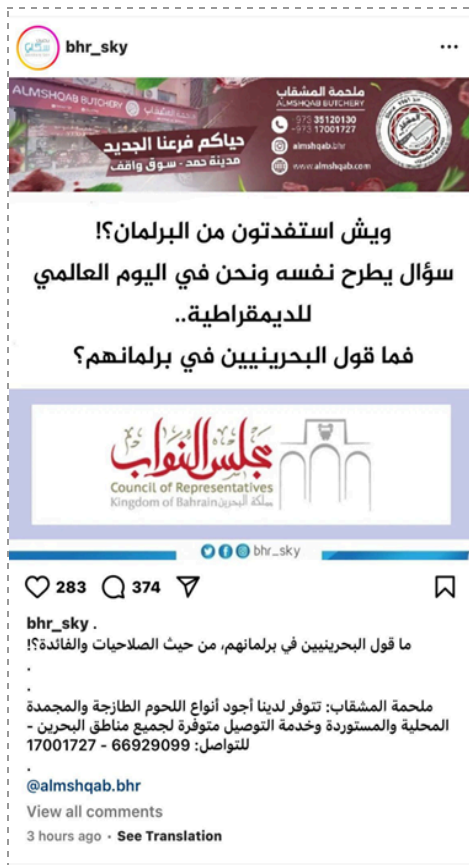 bhr_sky
ALMSHQAB BUTCHERY
ملحمة المشقاب
ALMSHQAB BUTCHERY
+973 35120130
+973 17001727
almshqab.bhr
www.almshqab.com
حياكم فرعنا الجديد
مدينة حمد - سوق واقف
ويش استفدتون من البرلمان؟!
سؤال يطرح نفسه ونحن في اليوم العالمي
للديمقراطية..
فما قول البحرينيين في برلمانهم؟
مجلس النواب
Council of Representatives
Kingdom of Bahrain مملكة البحرين
bhr_sky
283 374
bhr_sky .
ما قول البحرينيين في برلمانهم، من حيث الصلاحيات والفائدة؟!
.
.
ملحمة المشقاب: تتوفر لدينا أجود أنواع اللحوم الطازجة والمجمدة
المحلية والمستوردة وخدمة التوصيل متوفرة لجميع مناطق البحرين -
للتواصل: 66929099 - 17001727
.
@almshqab.bhr
View all comments
3 hours ago · See Translation